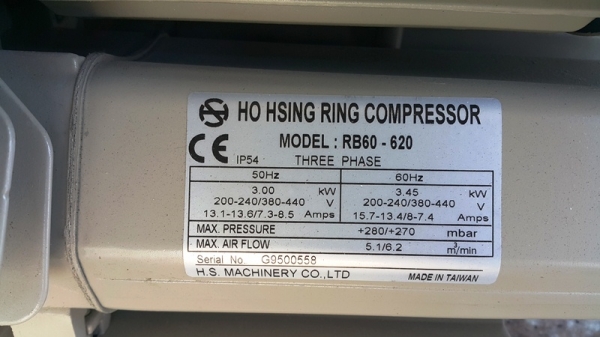 HO HSING RING COMPRESSOR
MODEL : RB60 - 620
CE IP54 THREE PHASE
50Hz 60Hz
3.00 kW 3.45 kW
200-240/380-440 V 200-240/380-440 V
13.1-13.6/7.3-8.5 Amps 15.7-13.4/8-7.4 Amps
MAX. PRESSURE +280/+270 mbar
MAX. AIR FLOW 5.1/6.2 m³/min
Serial No. G9500558
H.S. MACHINERY CO.,LTD MADE IN TAIWAN